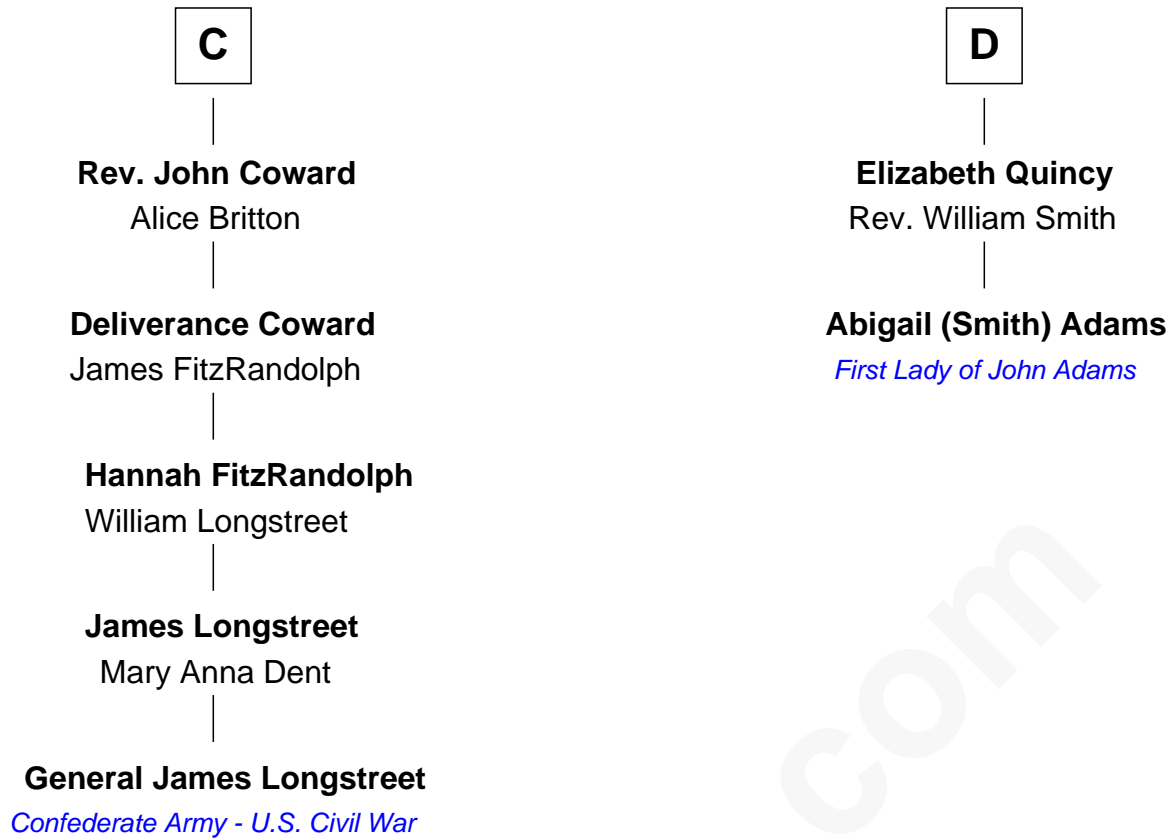 C
Rev. John Coward
Alice Britton
Deliverance Coward
James FitzRandolph
Hannah FitzRandolph
William Longstreet
James Longstreet
Mary Anna Dent
General James Longstreet
Confederate Army - U.S. Civil War
D
Elizabeth Quincy
Rev. William Smith
Abigail (Smith) Adams
First Lady of John Adams
com